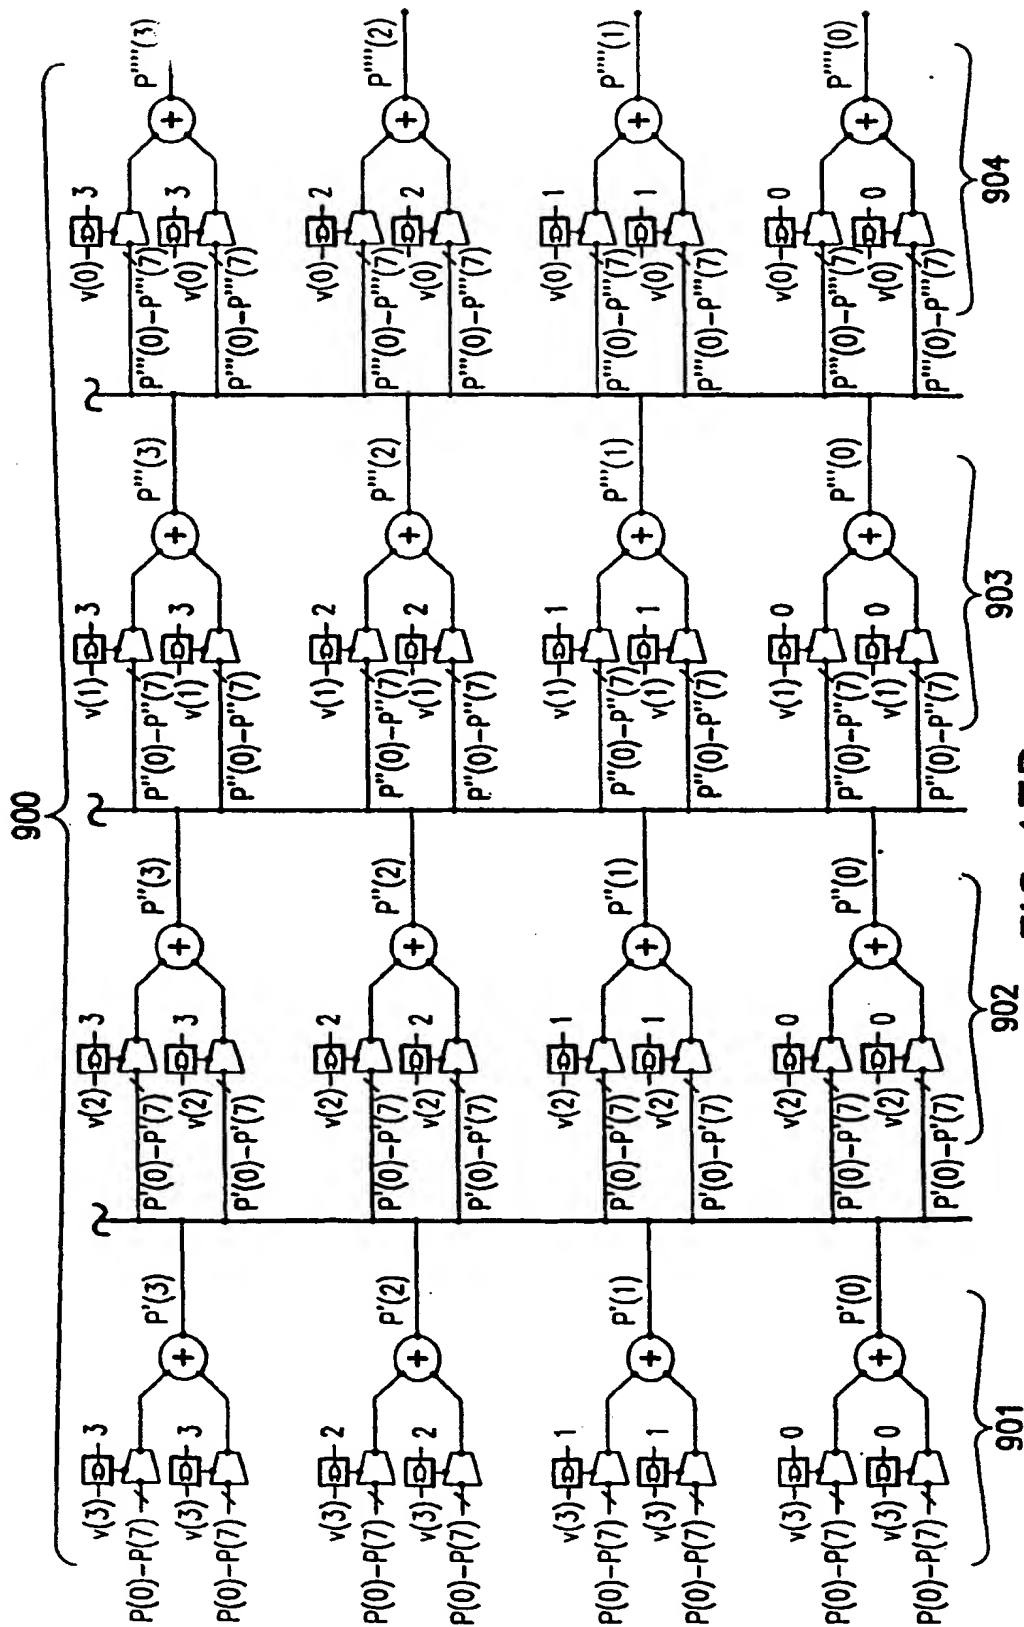 900
v(3) 3
P(0)-P(7)
v(3) 3
P(0)-P(7)
P'(3)
v(3) 2
P(0)-P(7)
v(3) 2
P(0)-P(7)
P'(2)
v(3) 1
P(0)-P(7)
v(3) 1
P(0)-P(7)
P'(1)
v(3) 0
P(0)-P(7)
v(3) 0
P(0)-P(7)
P'(0)
901
v(2) 3
P'(0)-P'(7)
v(2) 3
P'(0)-P'(7)
P''(3)
v(2) 2
P'(0)-P'(7)
v(2) 2
P'(0)-P'(7)
P''(2)
v(2) 1
P'(0)-P'(7)
v(2) 1
P'(0)-P'(7)
P''(1)
v(2) 0
P'(0)-P'(7)
v(2) 0
P'(0)-P'(7)
P''(0)
902
v(1) 3
P''(0)-P''(7)
v(1) 3
P''(0)-P''(7)
P'''(3)
v(1) 2
P''(0)-P''(7)
v(1) 2
P''(0)-P''(7)
P'''(2)
v(1) 1
P''(0)-P''(7)
v(1) 1
P''(0)-P''(7)
P'''(1)
v(1) 0
P''(0)-P''(7)
v(1) 0
P''(0)-P''(7)
P'''(0)
903
v(0) 3
P'''(0)-P'''(7)
v(0) 3
P'''(0)-P'''(7)
P''''(3)
v(0) 2
P'''(0)-P'''(7)
v(0) 2
P'''(0)-P'''(7)
P''''(2)
v(0) 1
P'''(0)-P'''(7)
v(0) 1
P'''(0)-P'''(7)
P''''(1)
v(0) 0
P'''(0)-P'''(7)
v(0) 0
P'''(0)-P'''(7)
P''''(0)
904